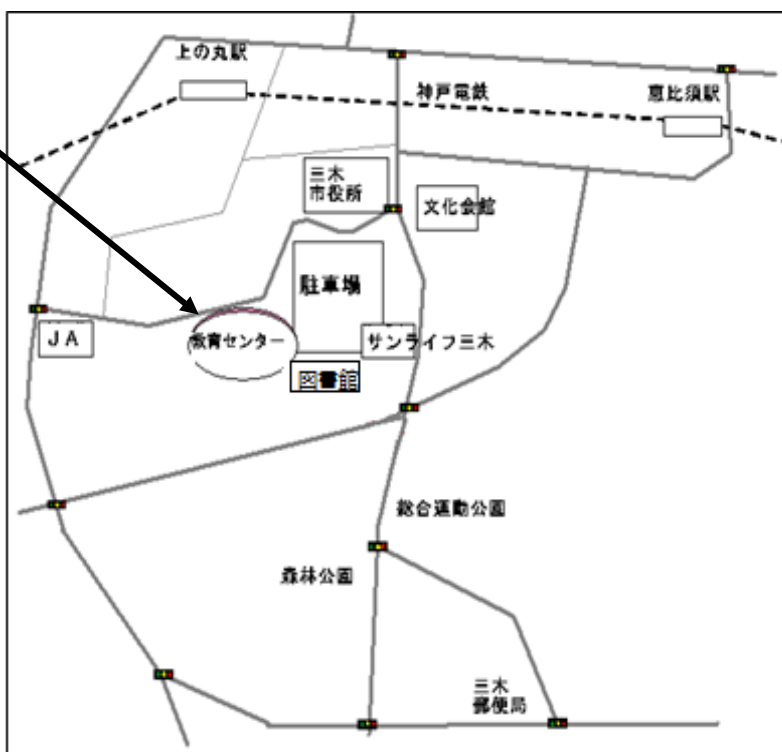 上の丸駅
神戸電鉄
恵比須駅
三木
市役所
文化会館
駐車場
JA
教育センター
サンライフ三木
図書館
総合運動公園
森林公園
三木
郵便局